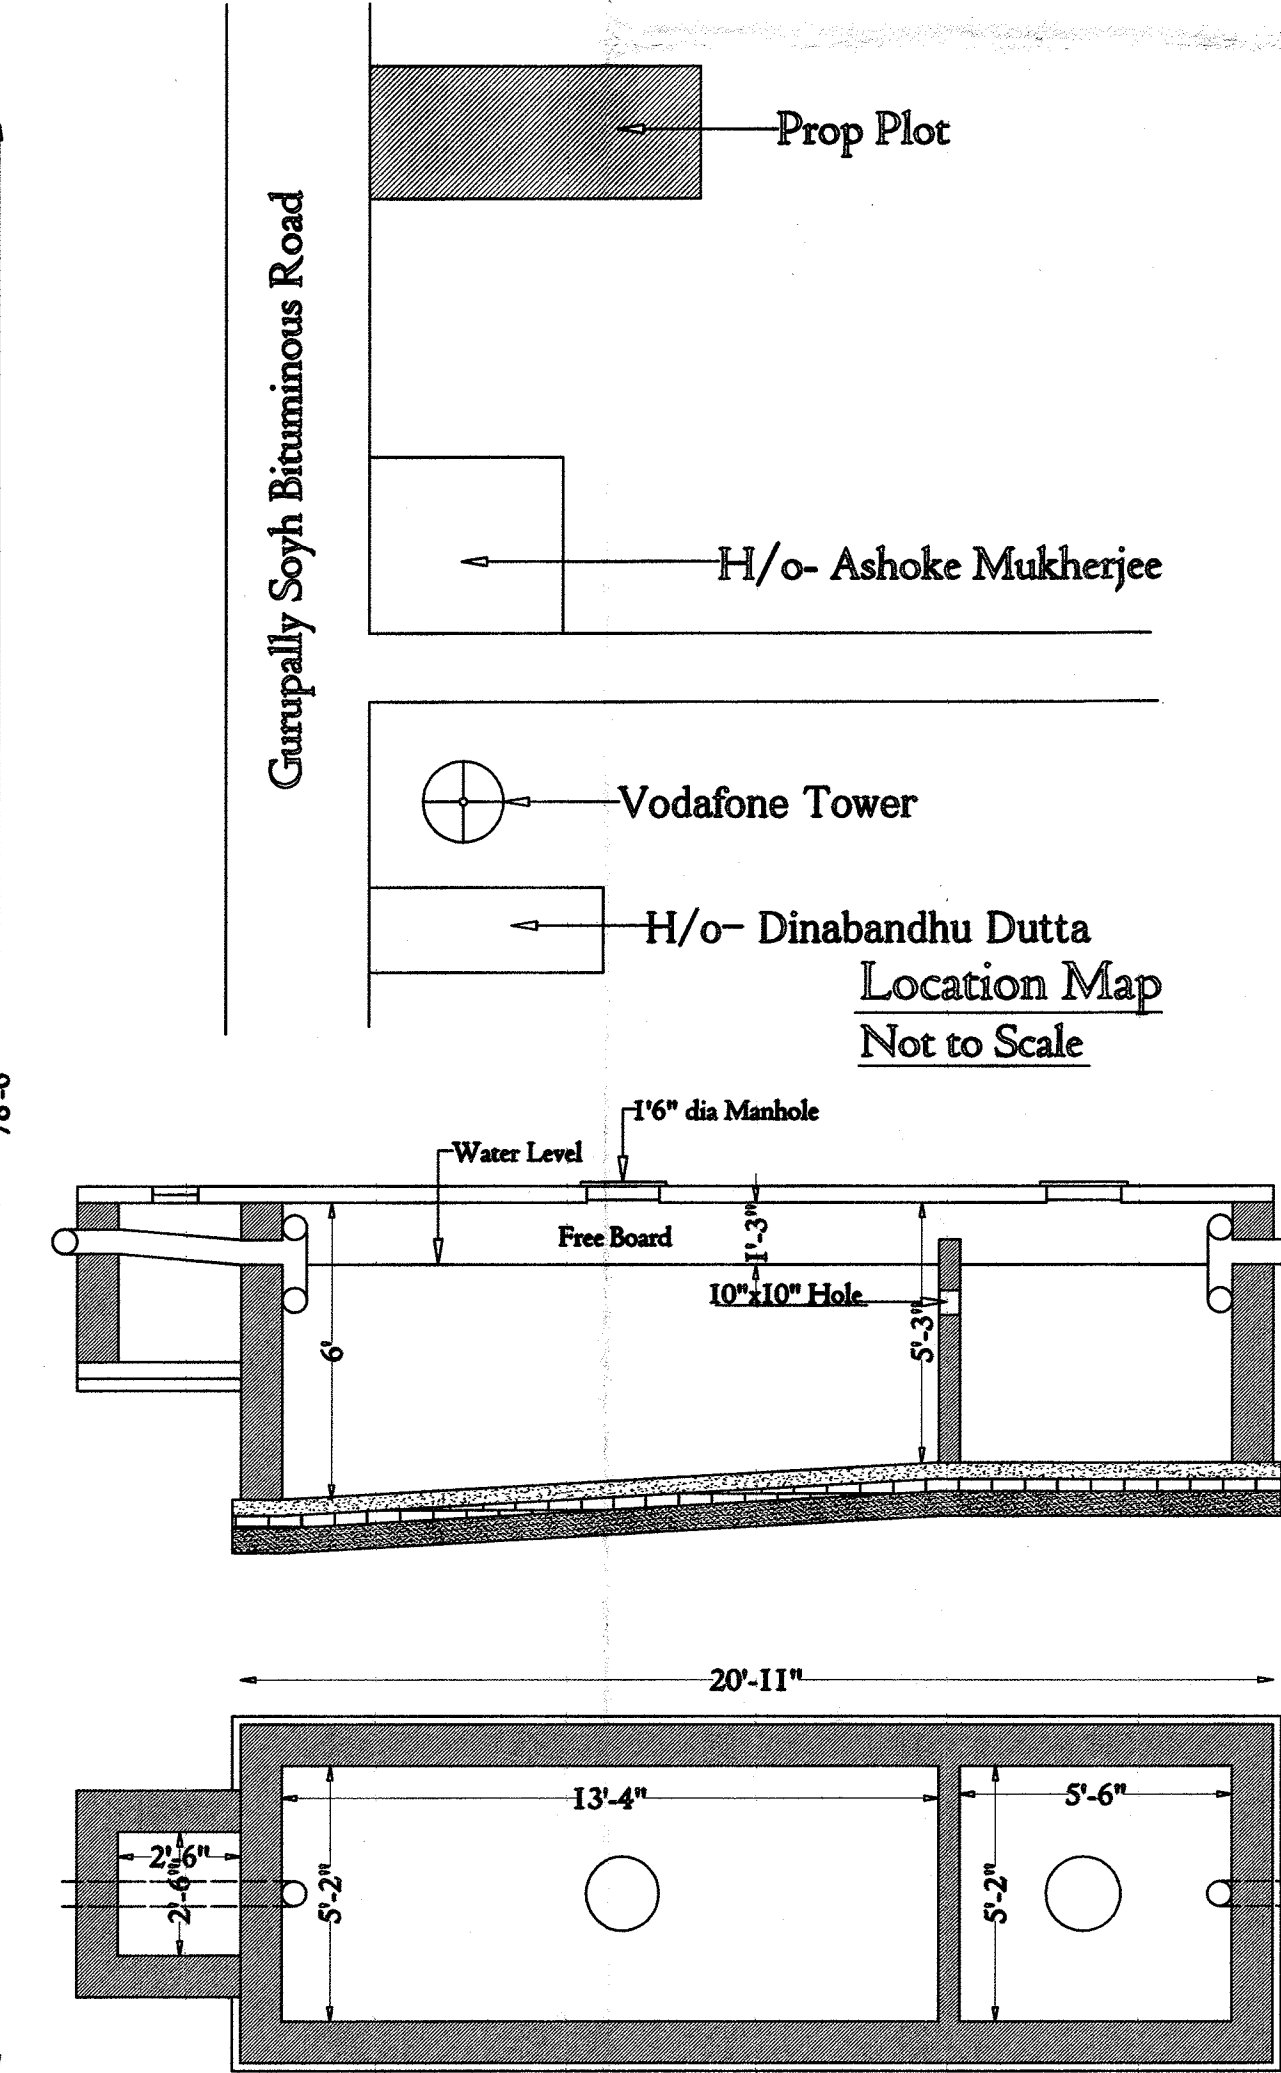 Prop Plot
Gurupally Soyh Bituminous Road
H/o- Ashoke Mukherjee
Vodafone Tower
H/o- Dinabandhu Dutta
Location Map
Not to Scale
1'6" dia Manhole
Water Level
Free Board
1'-3"
10"x10" Hole
6'
5'-3"
20'-11"
13'-4"
5'-6"
2'-6"
2'-6"
5'-2"
5'-2"